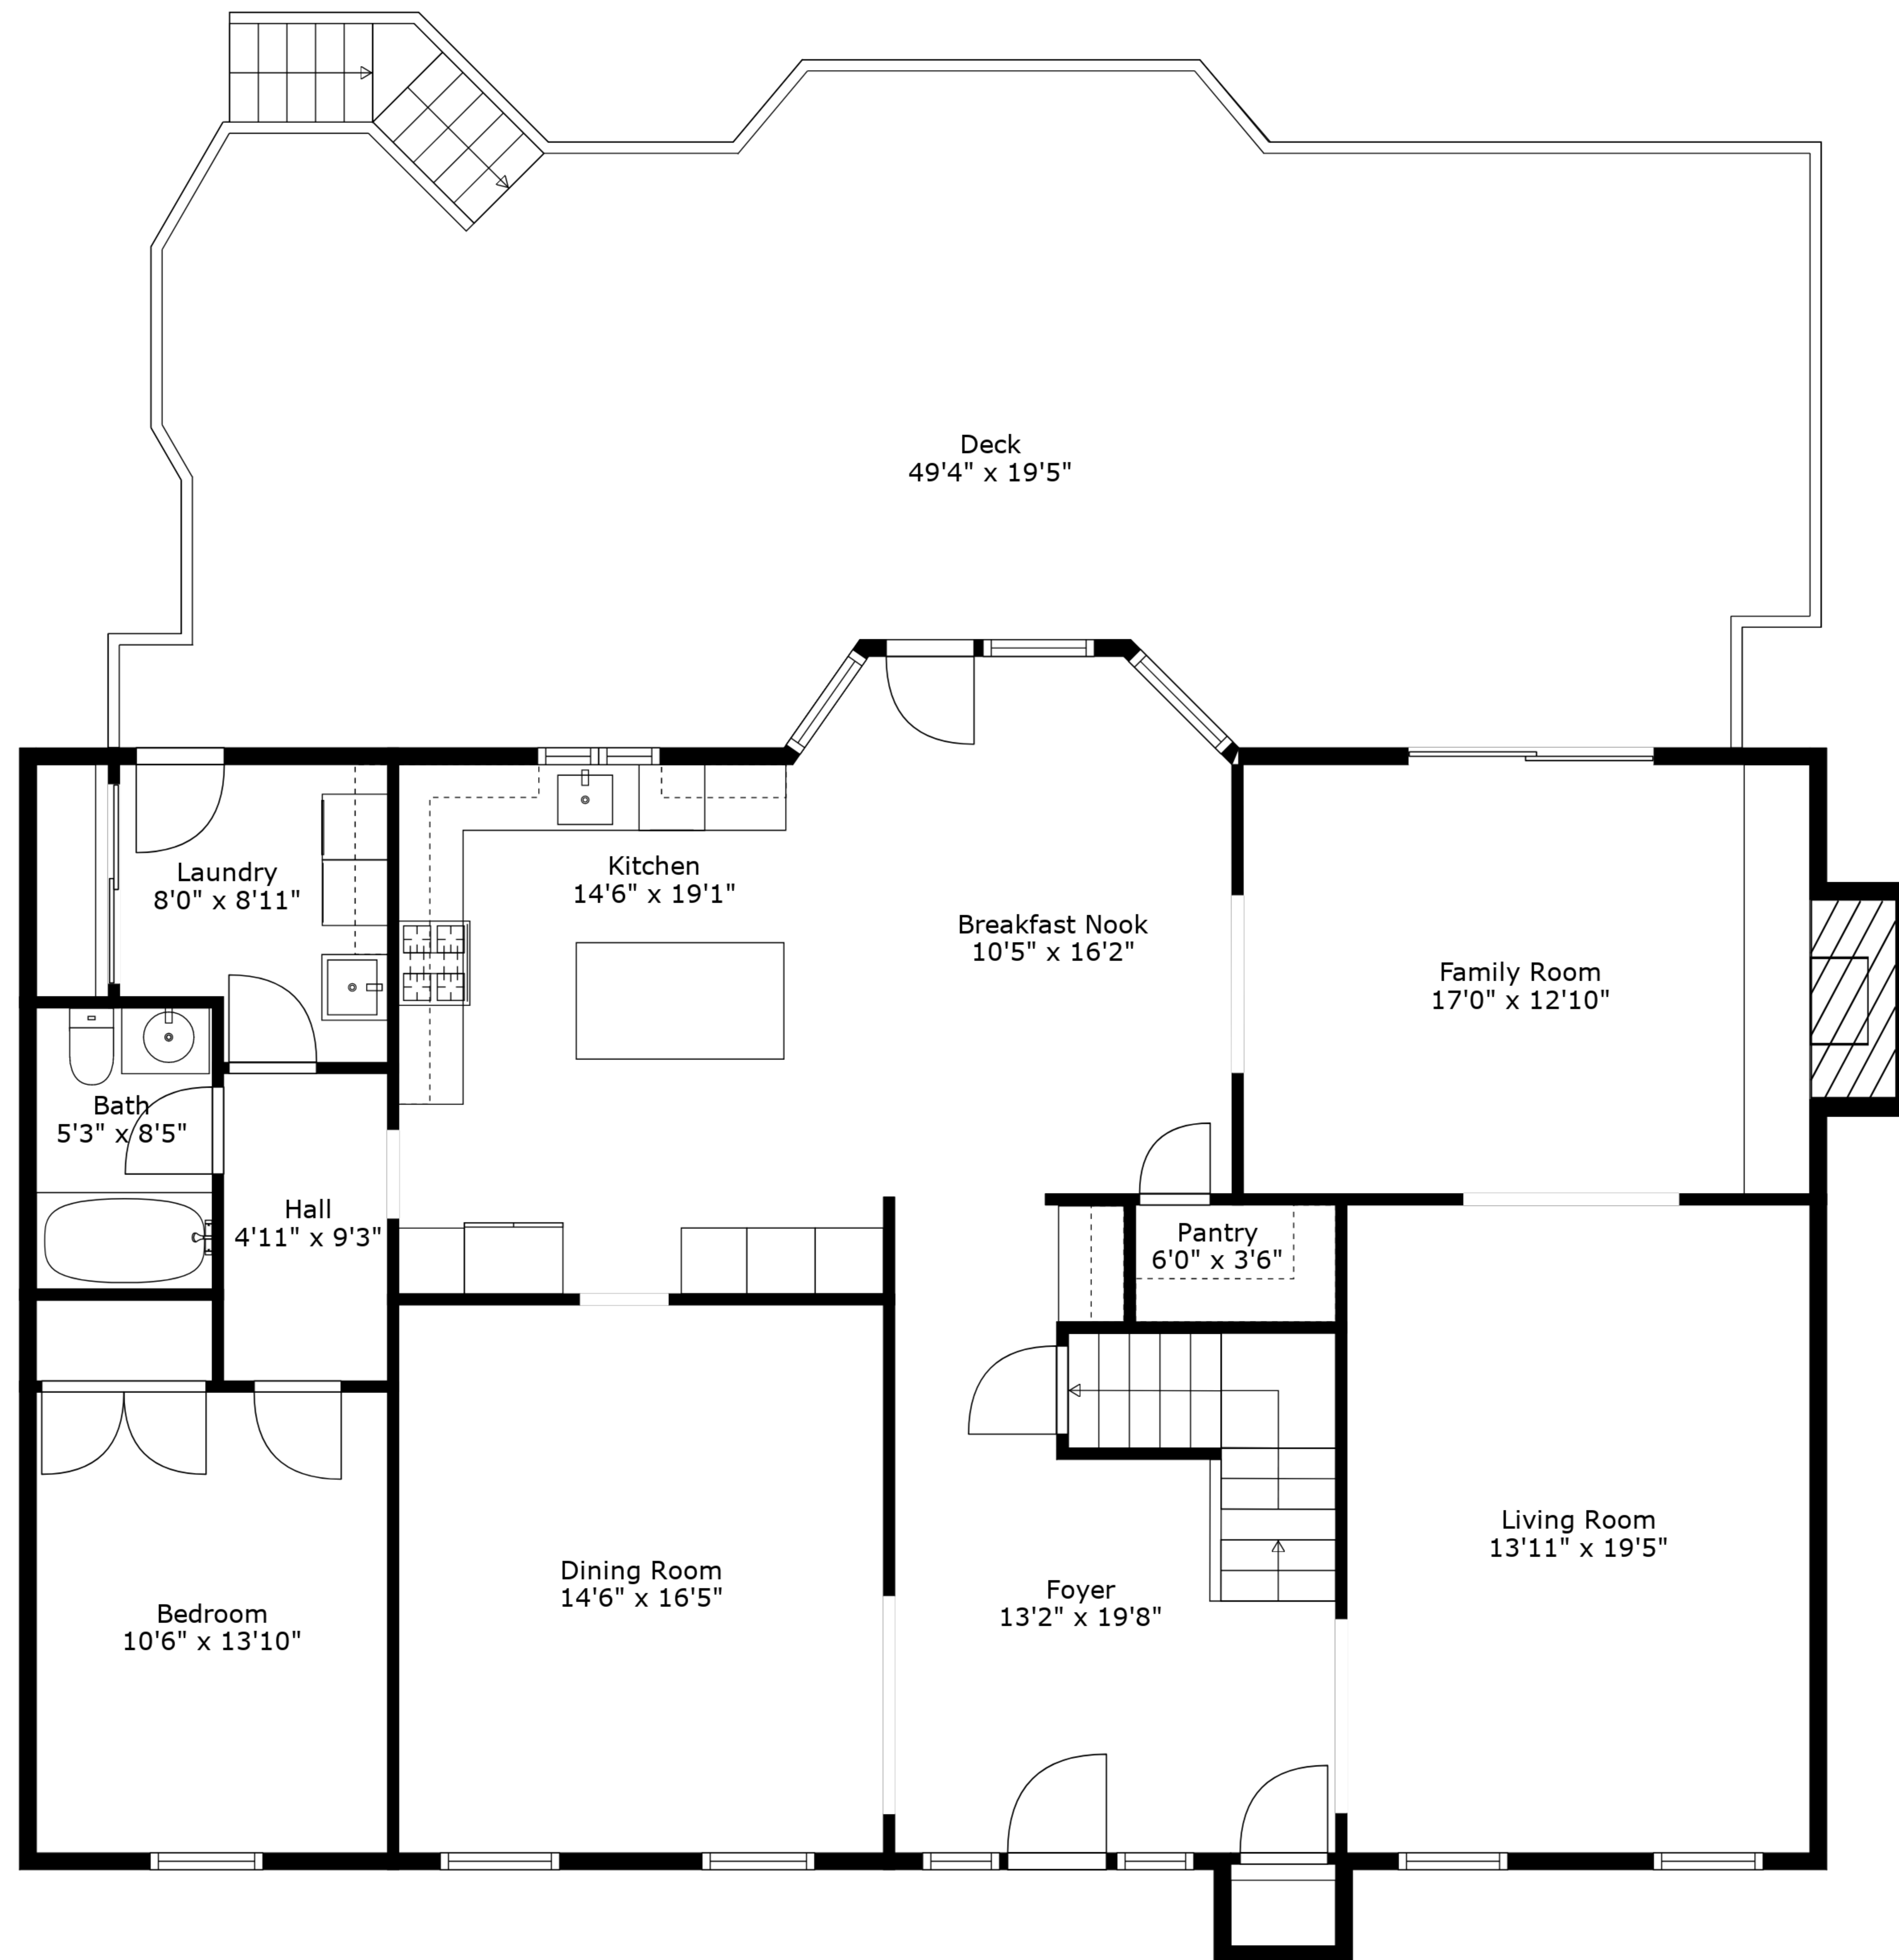 Deck
49'4" x 19'5"
Laundry
8'0" x 8'11"
Kitchen
14'6" x 19'1"
Breakfast Nook
10'5" x 16'2"
Family Room
17'0" x 12'10"
Bath
5'3" x 8'5"
Hall
4'11" x 9'3"
Pantry
6'0" x 3'6"
Bedroom
10'6" x 13'10"
Dining Room
14'6" x 16'5"
Foyer
13'2" x 19'8"
Living Room
13'11" x 19'5"